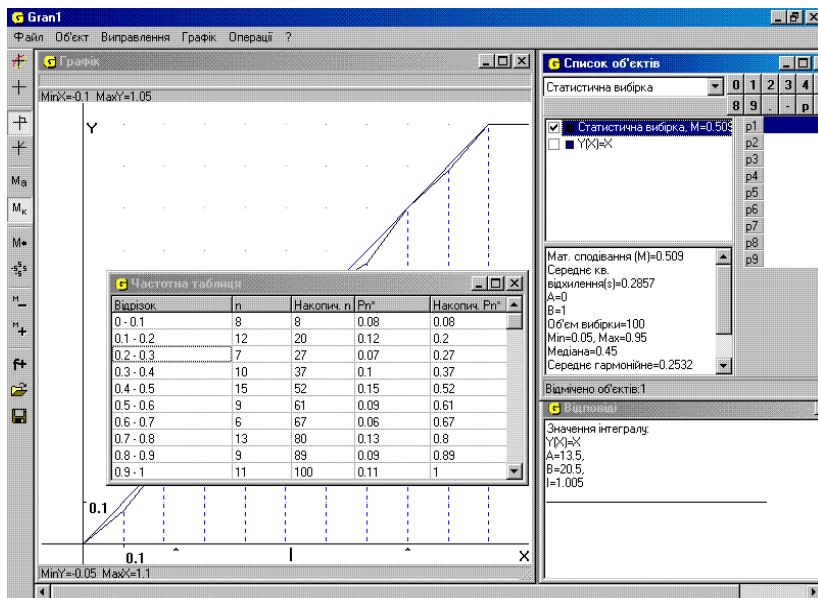 Gran1
Файл Об'єкт Виправлення Графік Операції ?
Графік
MinX=-0.1 MaxY=1.05
Y
0.1
0.1
X
MinY=-0.05 MaxX=1.1
Ma
Mк
M
f+
Частотна таблиця
Відрізок n Накопич. n Pn* Накопич. Pn*
0 - 0.1 8 8 0.08 0.08
0.1 - 0.2 12 20 0.12 0.2
0.2 - 0.3 7 27 0.07 0.27
0.3 - 0.4 10 37 0.1 0.37
0.4 - 0.5 15 52 0.15 0.52
0.5 - 0.6 9 61 0.09 0.61
0.6 - 0.7 6 67 0.06 0.67
0.7 - 0.8 13 80 0.13 0.8
0.8 - 0.9 9 89 0.09 0.89
0.9 - 1 11 100 0.11 1
Список об'єктів
Статистична вибірка
0 1 2 3 4
8 9 . - p
Статистична вибірка, M=0.509
Y(X)=X
p1
p2
p3
p4
p5
p6
p7
p8
p9
Мат. сподівання (M)=0.509
Середнє кв.
відхилення(s)=0.2857
A=0
B=1
Об'єм вибірки=100
Min=0.05, Max=0.95
Медіана=0.45
Середнє гармонійне=0.2532
Відмічено об'єктів:1
Відповіді
Значення інтегралу:
Y(X)=X
A=13.5,
B=20.5,
I=1.005